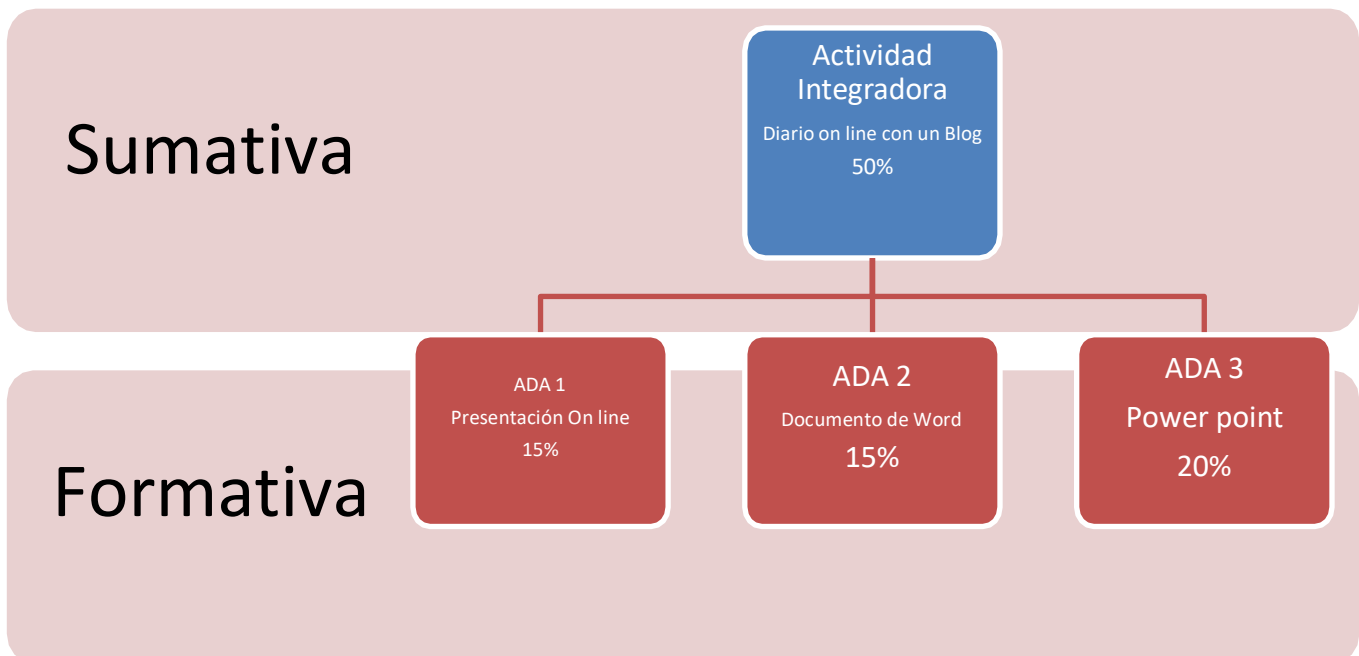 Sumativa
Actividad
Integradora
Diario on line con un Blog
50%
Formativa
ADA 1
Presentación On line
15%
ADA 2
Documento de Word
15%
ADA 3
Power point
20%